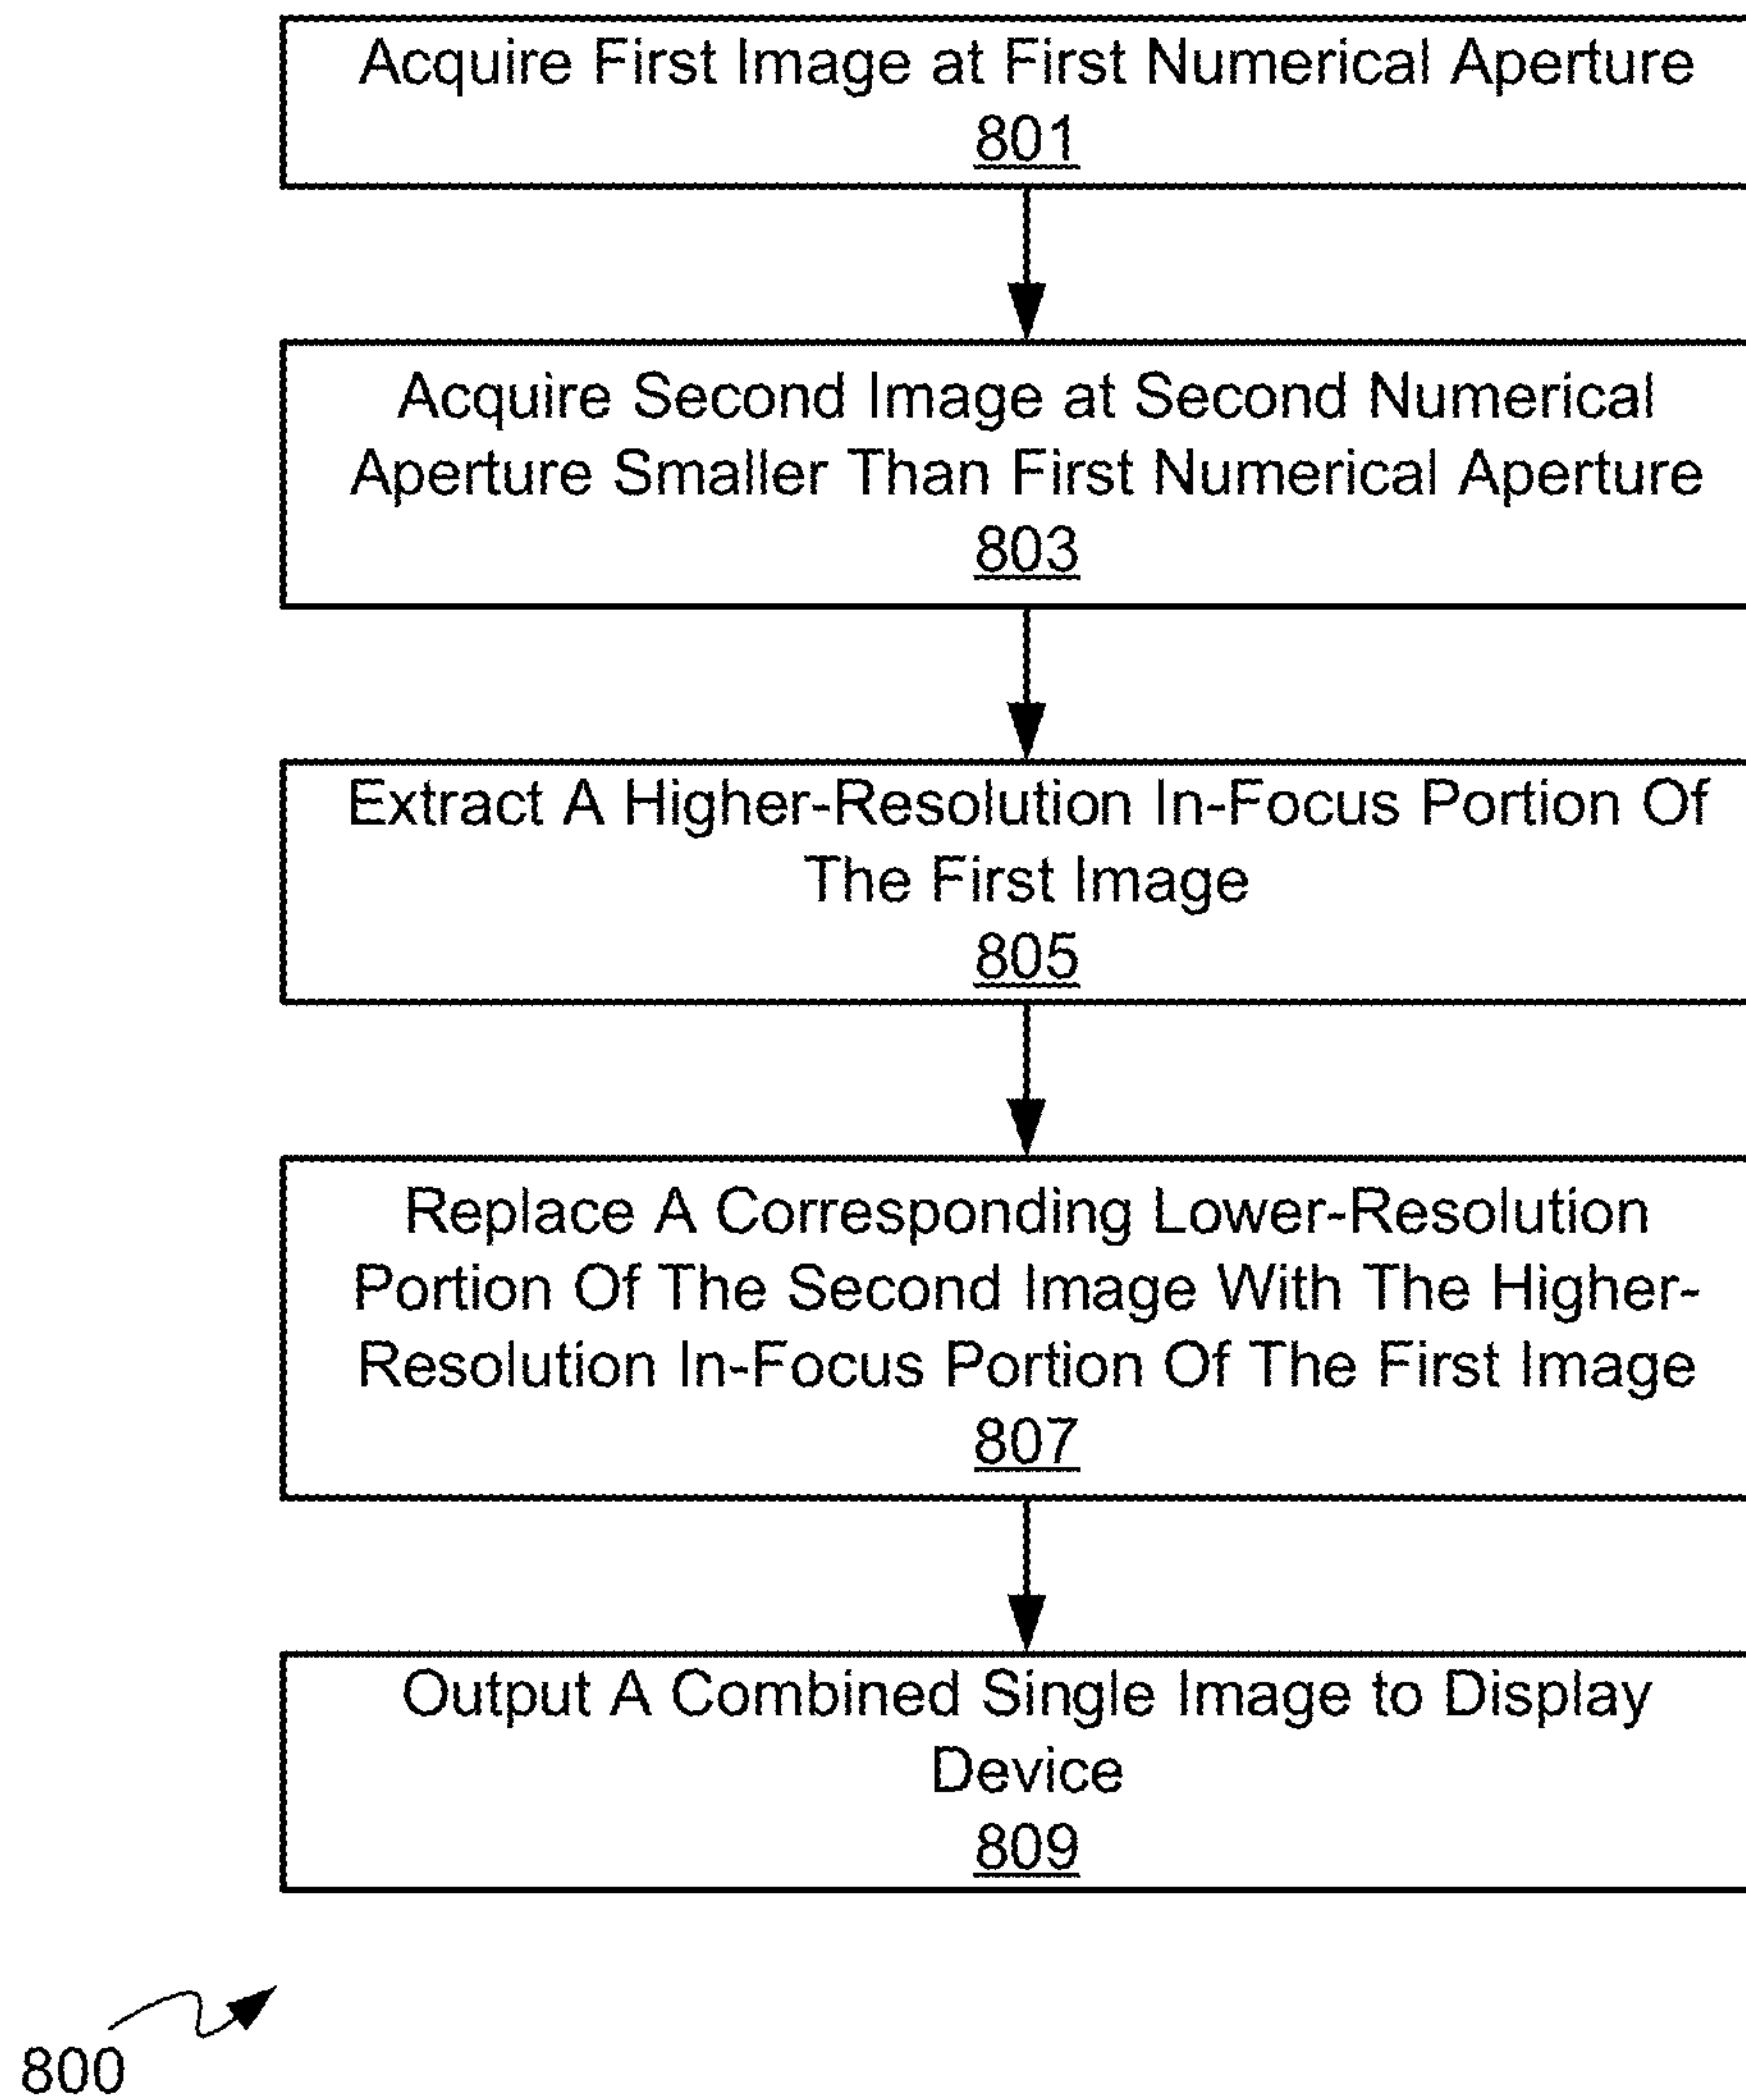 Acquire First Image at First Numerical Aperture
801
Acquire Second Image at Second Numerical
Aperture Smaller Than First Numerical Aperture
803
Extract A Higher-Resolution In-Focus Portion Of
The First Image
805
Replace A Corresponding Lower-Resolution
Portion Of The Second Image With The Higher-
Resolution In-Focus Portion Of The First Image
807
Output A Combined Single Image to Display
Device
809
800